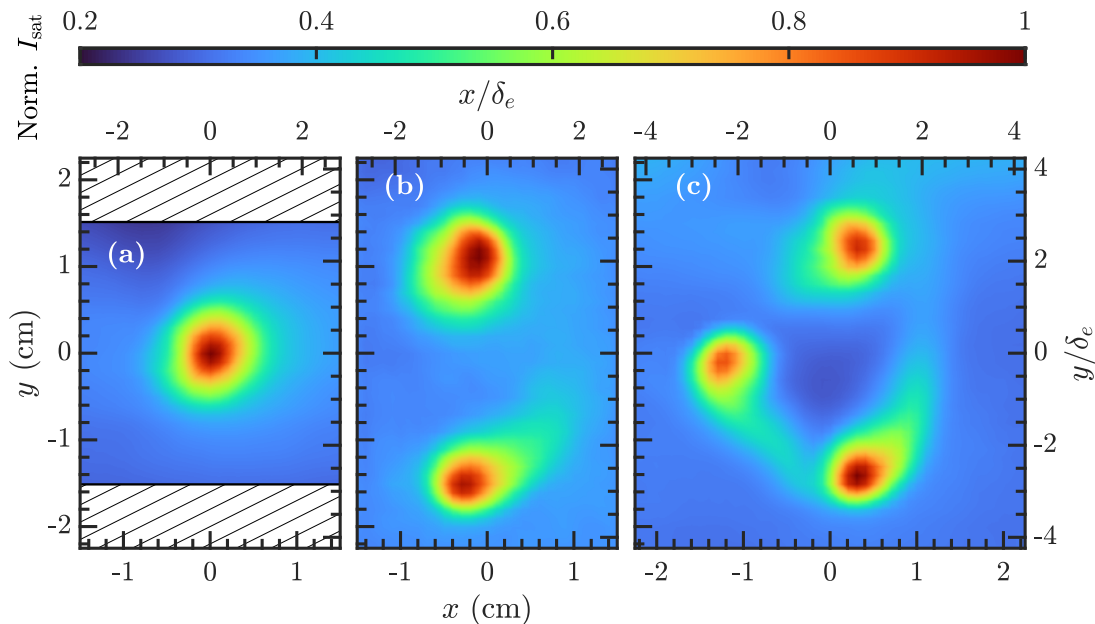 Norm. I_sat
0.2 0.4 0.6 0.8 1
x/δ_e
-2 0 2 -2 0 2 -4 -2 0 2 4
2 1 0 -1 -2
y (cm)
(a) (b) (c)
4 2 0 -2 -4
y/δ_e
-1 0 1 -1 0 1 -2 -1 0 1 2
x (cm)